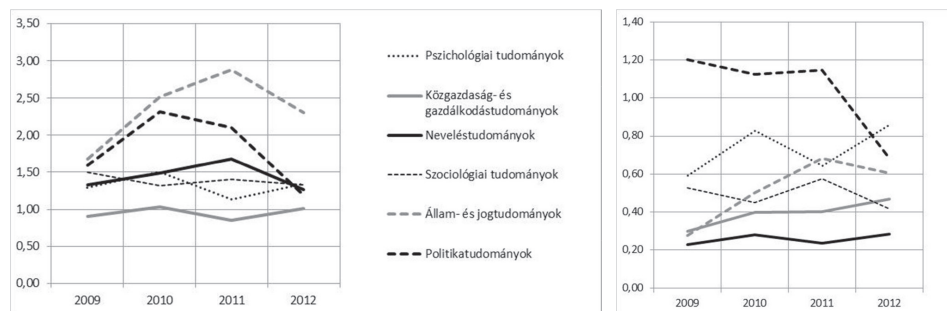 3,50
3,00
2,50
2,00
1,50
1,00
0,50
0,00
2009 2010 2011 2012
Pszichológiai tudományok
Közgazdaság- és
gazdálkodástudományok
Neveléstudományok
Szociológiai tudományok
Állam- és jogtudományok
Politikatudományok
1,40
1,20
1,00
0,80
0,60
0,40
0,20
0,00
2009 2010 2011 2012